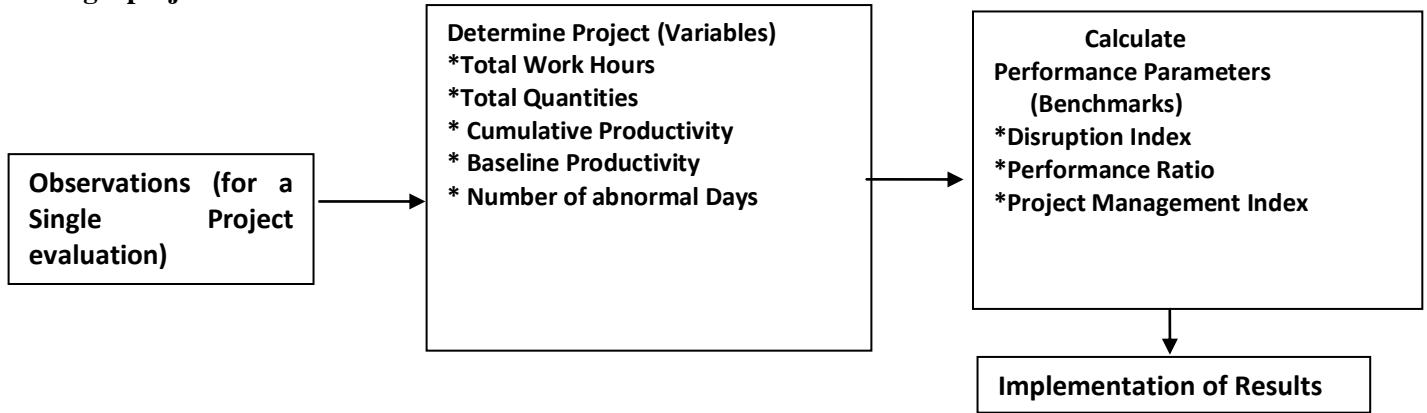 Observations (for a
Single Project
evaluation)
Determine Project (Variables)
*Total Work Hours
*Total Quantities
* Cumulative Productivity
* Baseline Productivity
* Number of abnormal Days
Calculate
Performance Parameters
(Benchmarks)
*Disruption Index
*Performance Ratio
*Project Management Index
Implementation of Results